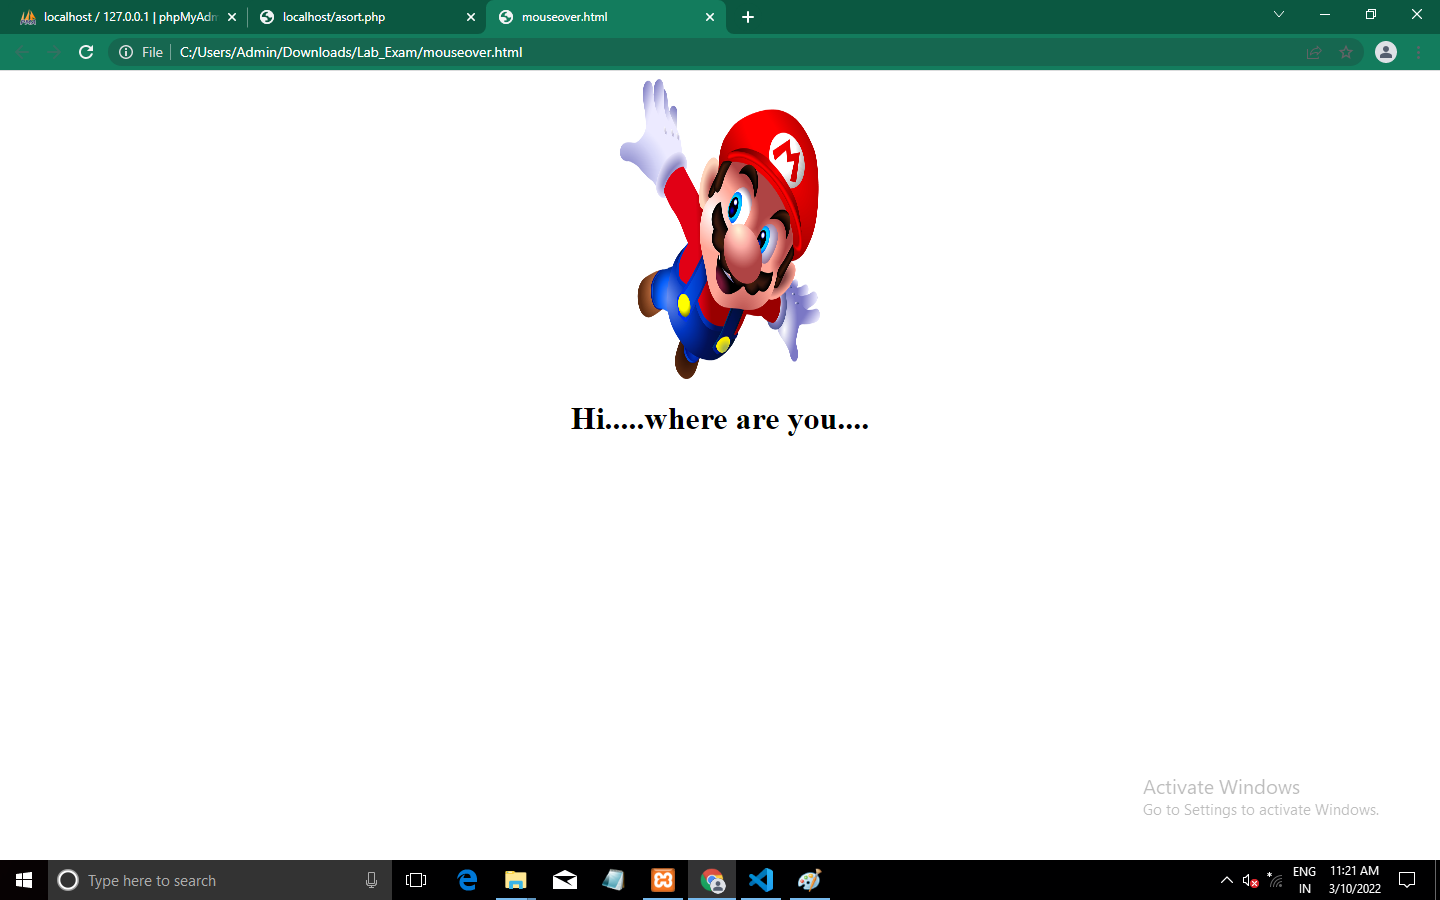 localhost / 127.0.0.1 | phpMyAdm
localhost/asort.php
mouseover.html
File
C:/Users/Admin/Downloads/Lab_Exam/mouseover.html
M
Hi.....where are you....
Activate Windows
Go to Settings to activate Windows.
Type here to search
ENG
IN
11:21 AM
3/10/2022